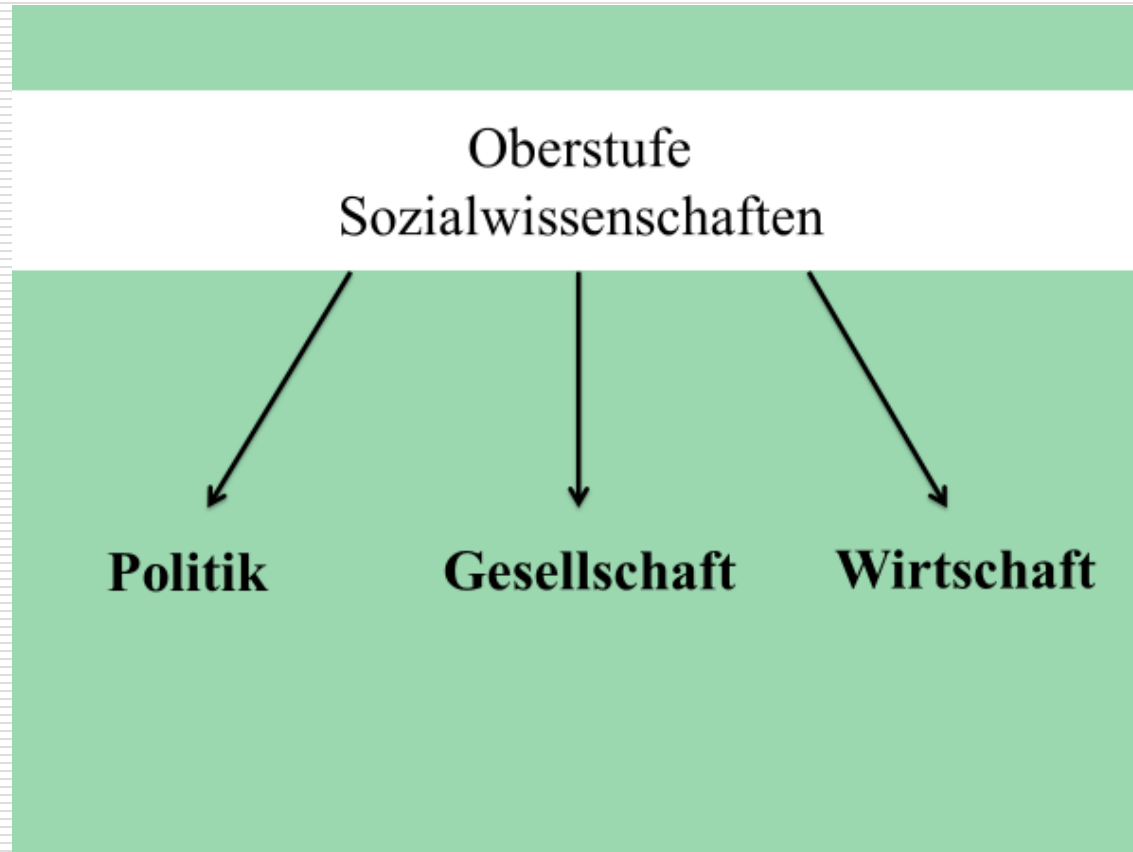 Oberstufe
Sozialwissenschaften
Politik
Gesellschaft
Wirtschaft